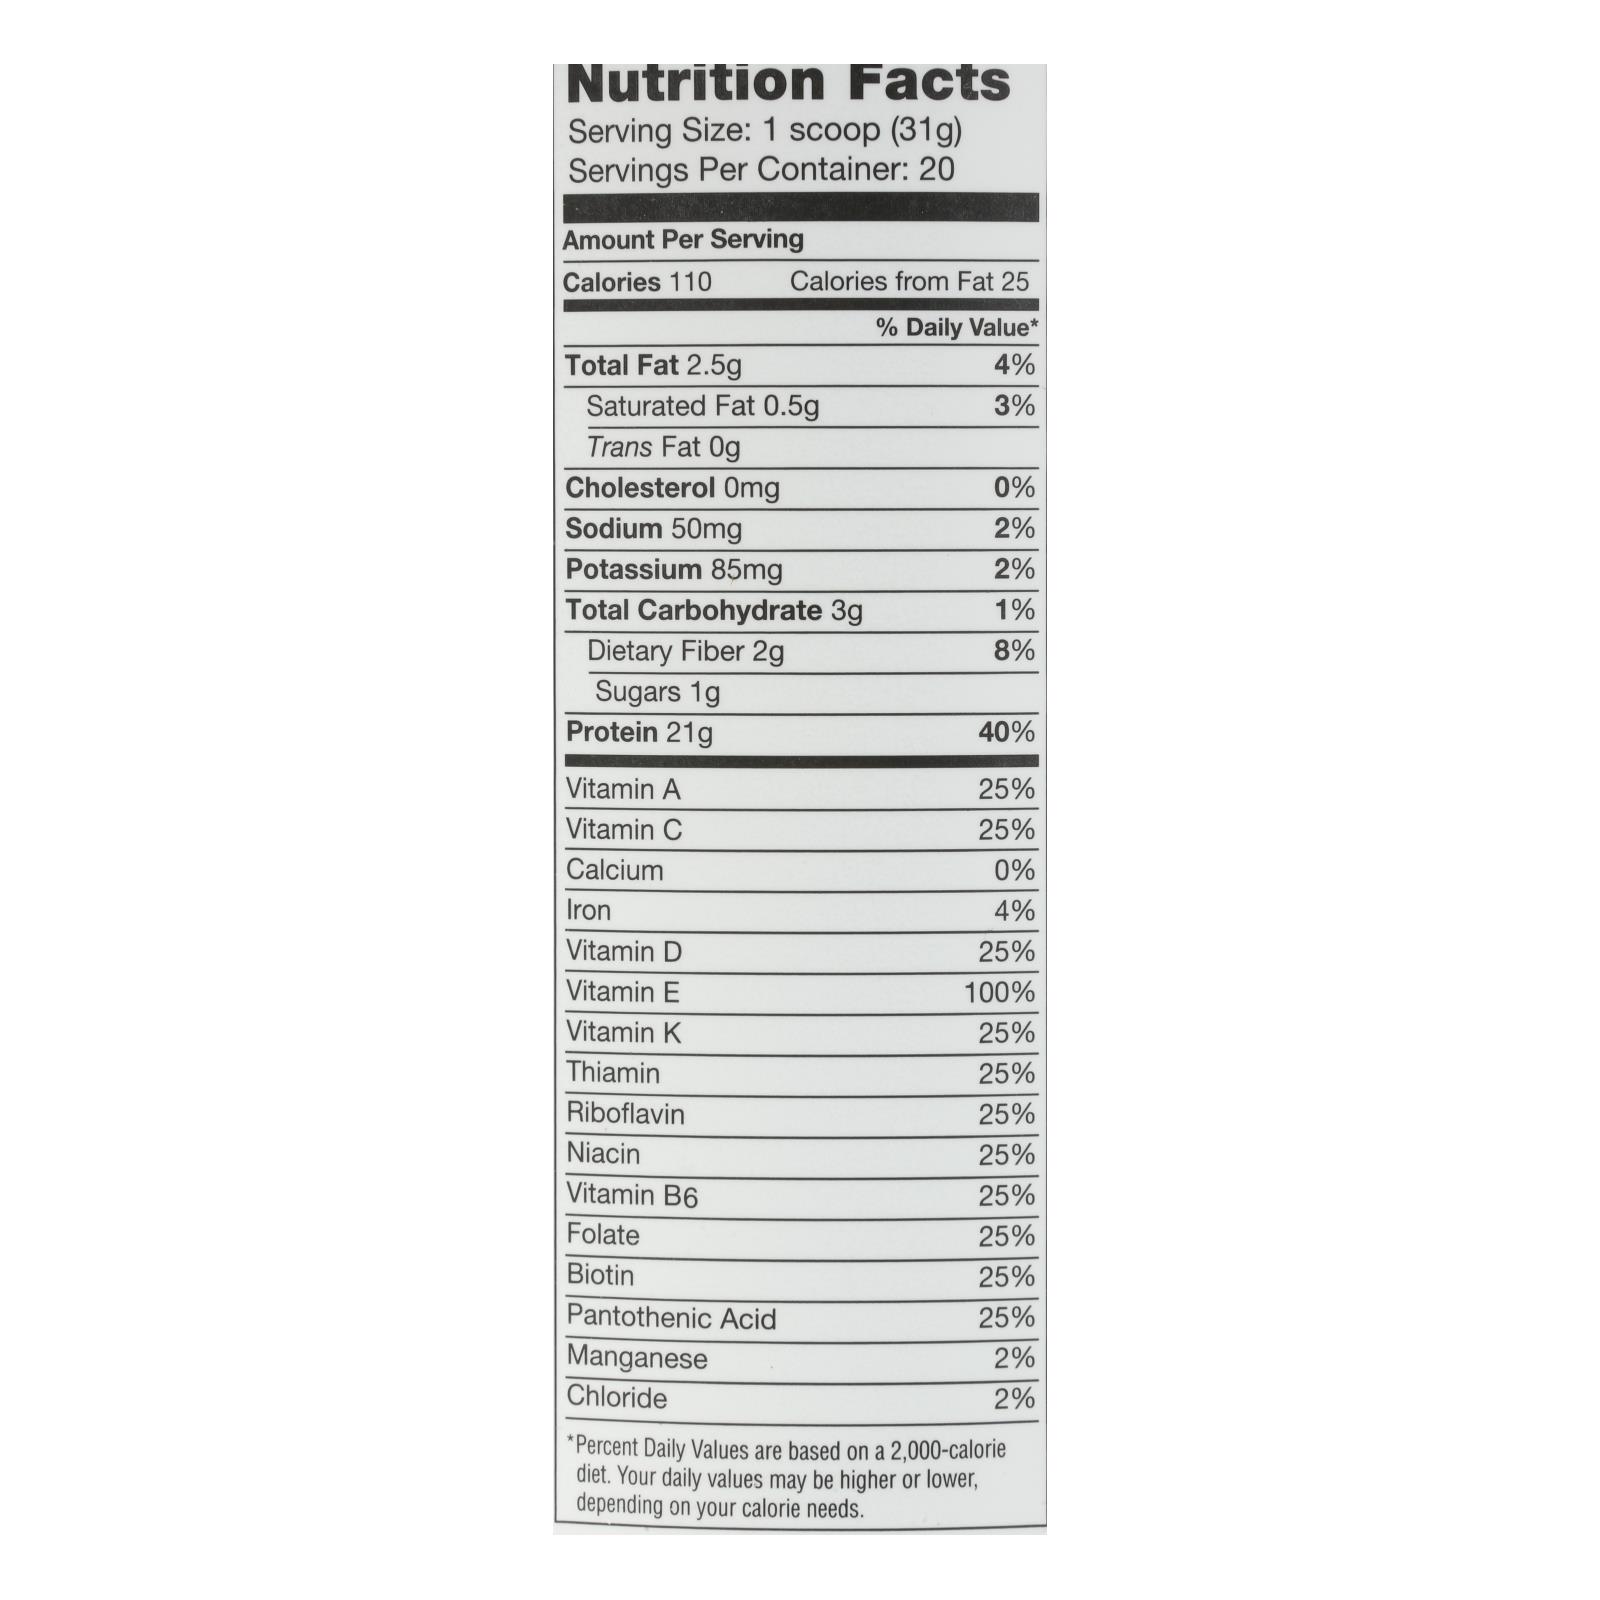 Nutrition Facts
Serving Size: 1 scoop (31g)
Servings Per Container: 20
Amount Per Serving
Calories 110 Calories from Fat 25
% Daily Value*
Total Fat 2.5g 4%
Saturated Fat 0.5g 3%
Trans Fat 0g
Cholesterol 0mg 0%
Sodium 50mg 2%
Potassium 85mg 2%
Total Carbohydrate 3g 1%
Dietary Fiber 2g 8%
Sugars 1g
Protein 21g 40%
Vitamin A 25%
Vitamin C 25%
Calcium 0%
Iron 4%
Vitamin D 25%
Vitamin E 100%
Vitamin K 25%
Thiamin 25%
Riboflavin 25%
Niacin 25%
Vitamin B6 25%
Folate 25%
Biotin 25%
Pantothenic Acid 25%
Manganese 2%
Chloride 2%
*Percent Daily Values are based on a 2,000-calorie
diet. Your daily values may be higher or lower,
depending on your calorie needs.